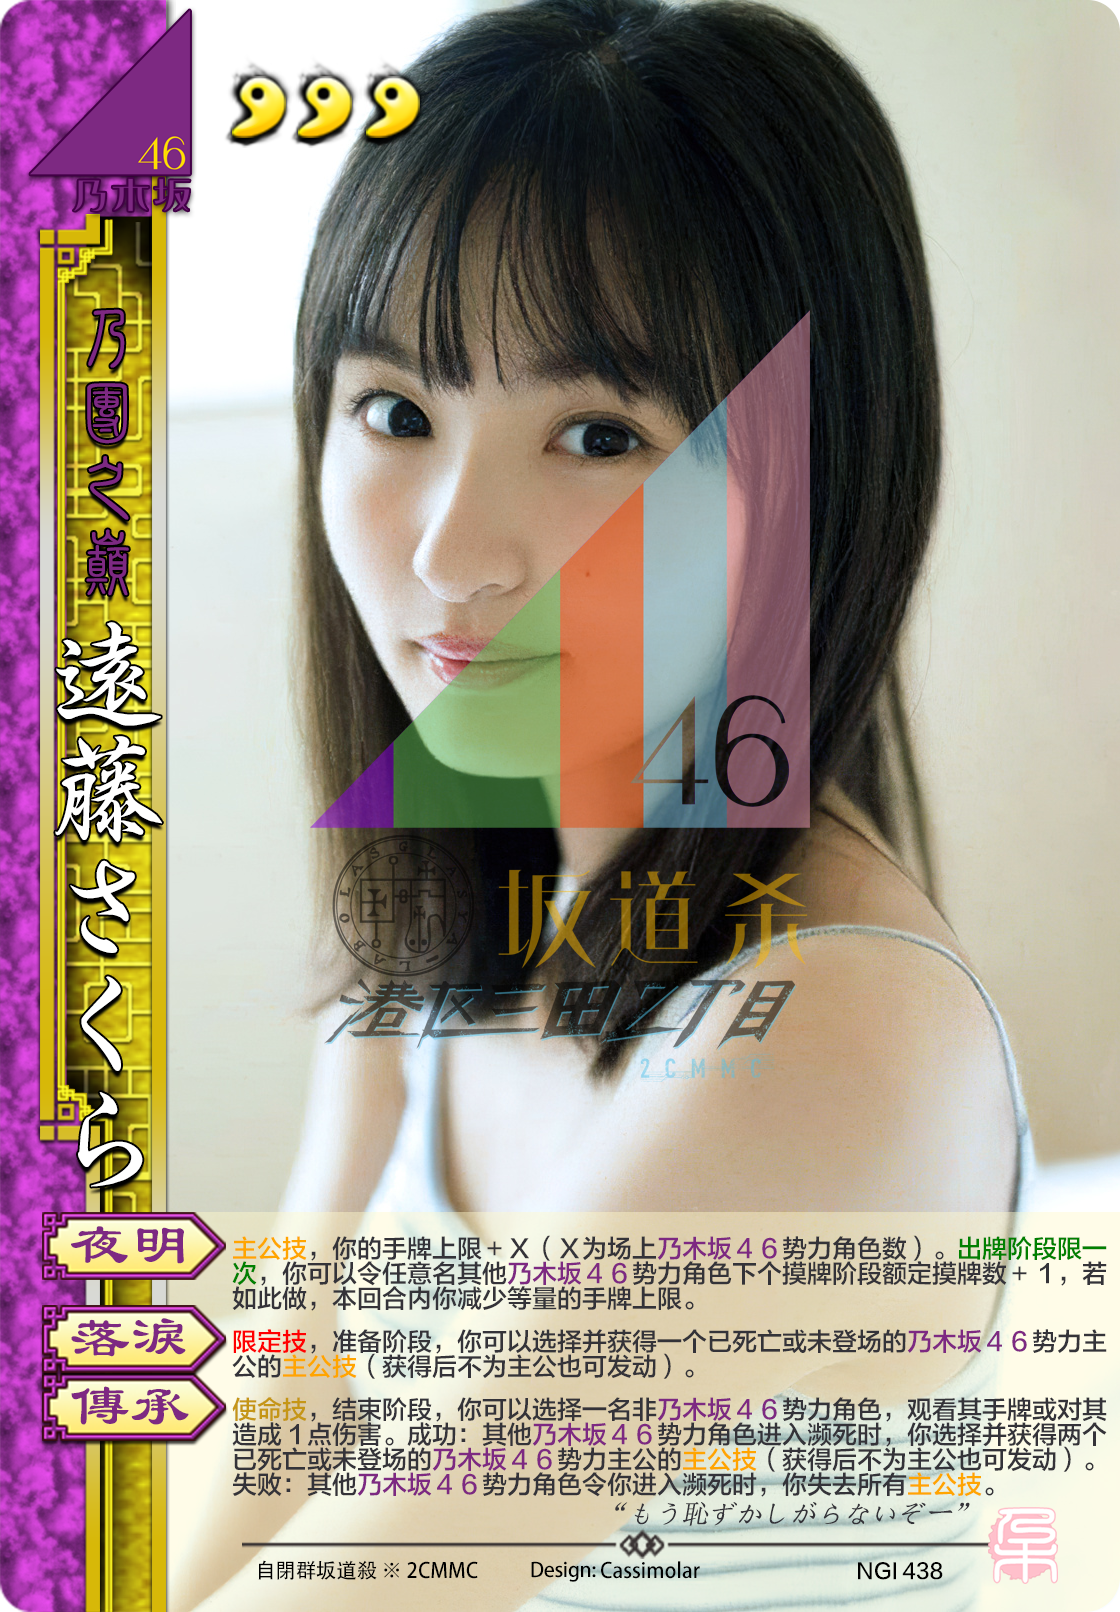 46
乃木坂
乃團之巔
遠藤さくら
46
坂道杀
港区三田二丁目
2CMMC
夜明
主公技，你的手牌上限＋Ｘ（Ｘ为场上乃木坂４６势力角色数）。出牌阶段限一
次，你可以令任意名其他乃木坂４６势力角色下个摸牌阶段额定摸牌数＋１，若
如此做，本回合内你减少等量的手牌上限。
落淚
限定技，准备阶段，你可以选择并获得一个已死亡或未登场的乃木坂４６势力主
公的主公技（获得后不为主公也可发动）。
傳承
使命技，结束阶段，你可以选择一名非乃木坂４６势力角色，观看其手牌或对其
造成１点伤害。成功：其他乃木坂４６势力角色进入濒死时，你选择并获得两个
已死亡或未登场的乃木坂４６势力主公的主公技（获得后不为主公也可发动）。
失败：其他乃木坂４６势力角色令你进入濒死时，你失去所有主公技。
“もう恥ずかしがらないぞー”
自閉群坂道殺 ※ 2CMMC Design: Cassimolar NGI 438